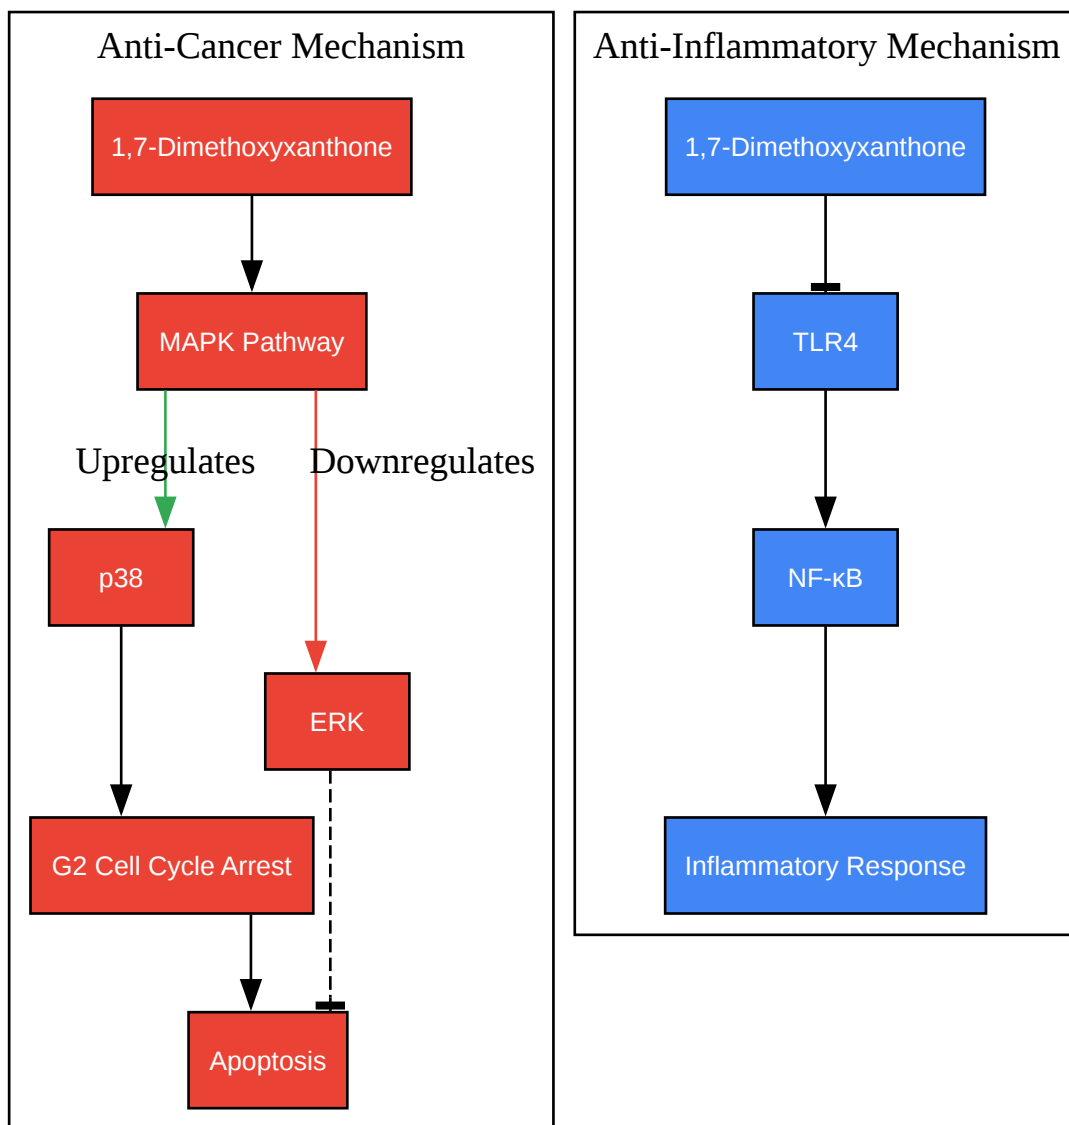 Anti-Cancer Mechanism
1,7-Dimethoxyxanthone
MAPK Pathway
Upregulates
Downregulates
p38
ERK
G2 Cell Cycle Arrest
Apoptosis
Anti-Inflammatory Mechanism
1,7-Dimethoxyxanthone
TLR4
NF-κB
Inflammatory Response